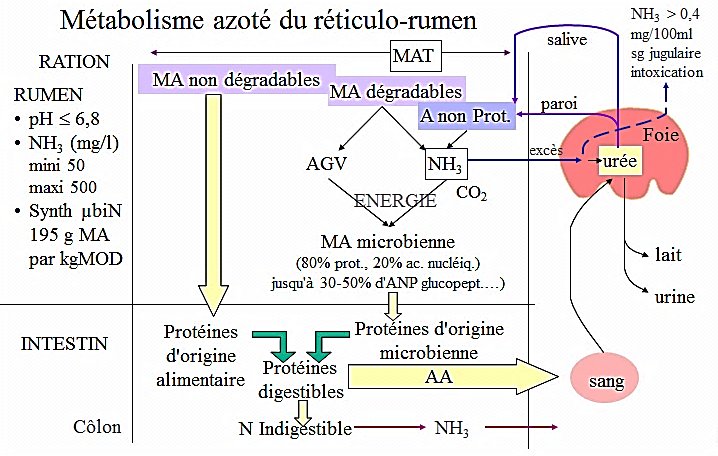 Métabolisme azoté du réticulo-rumen
NH₃ > 0,4
mg/100ml
sg jugulaire
intoxication
salive
MAT
RATION
MA non dégradables
MA dégradables
A non Prot.
paroi
RUMEN
• pH ≤ 6,8
• NH₃ (mg/l)
mini 50
maxi 500
• Synth µbiN
195 g MA
par kgMOD
Foie
AGV
NH₃
excès
urée
CO₂
ENERGIE
MA microbienne
(80% prot., 20% ac. nucléiq.)
jusqu'à 30-50% d'ANP glucopept.…)
lait
urine
INTESTIN
Protéines
d'origine
alimentaire
Protéines d'origine
microbienne
Protéines
digestibles
AA
sang
Côlon
N Indigestible
NH₃